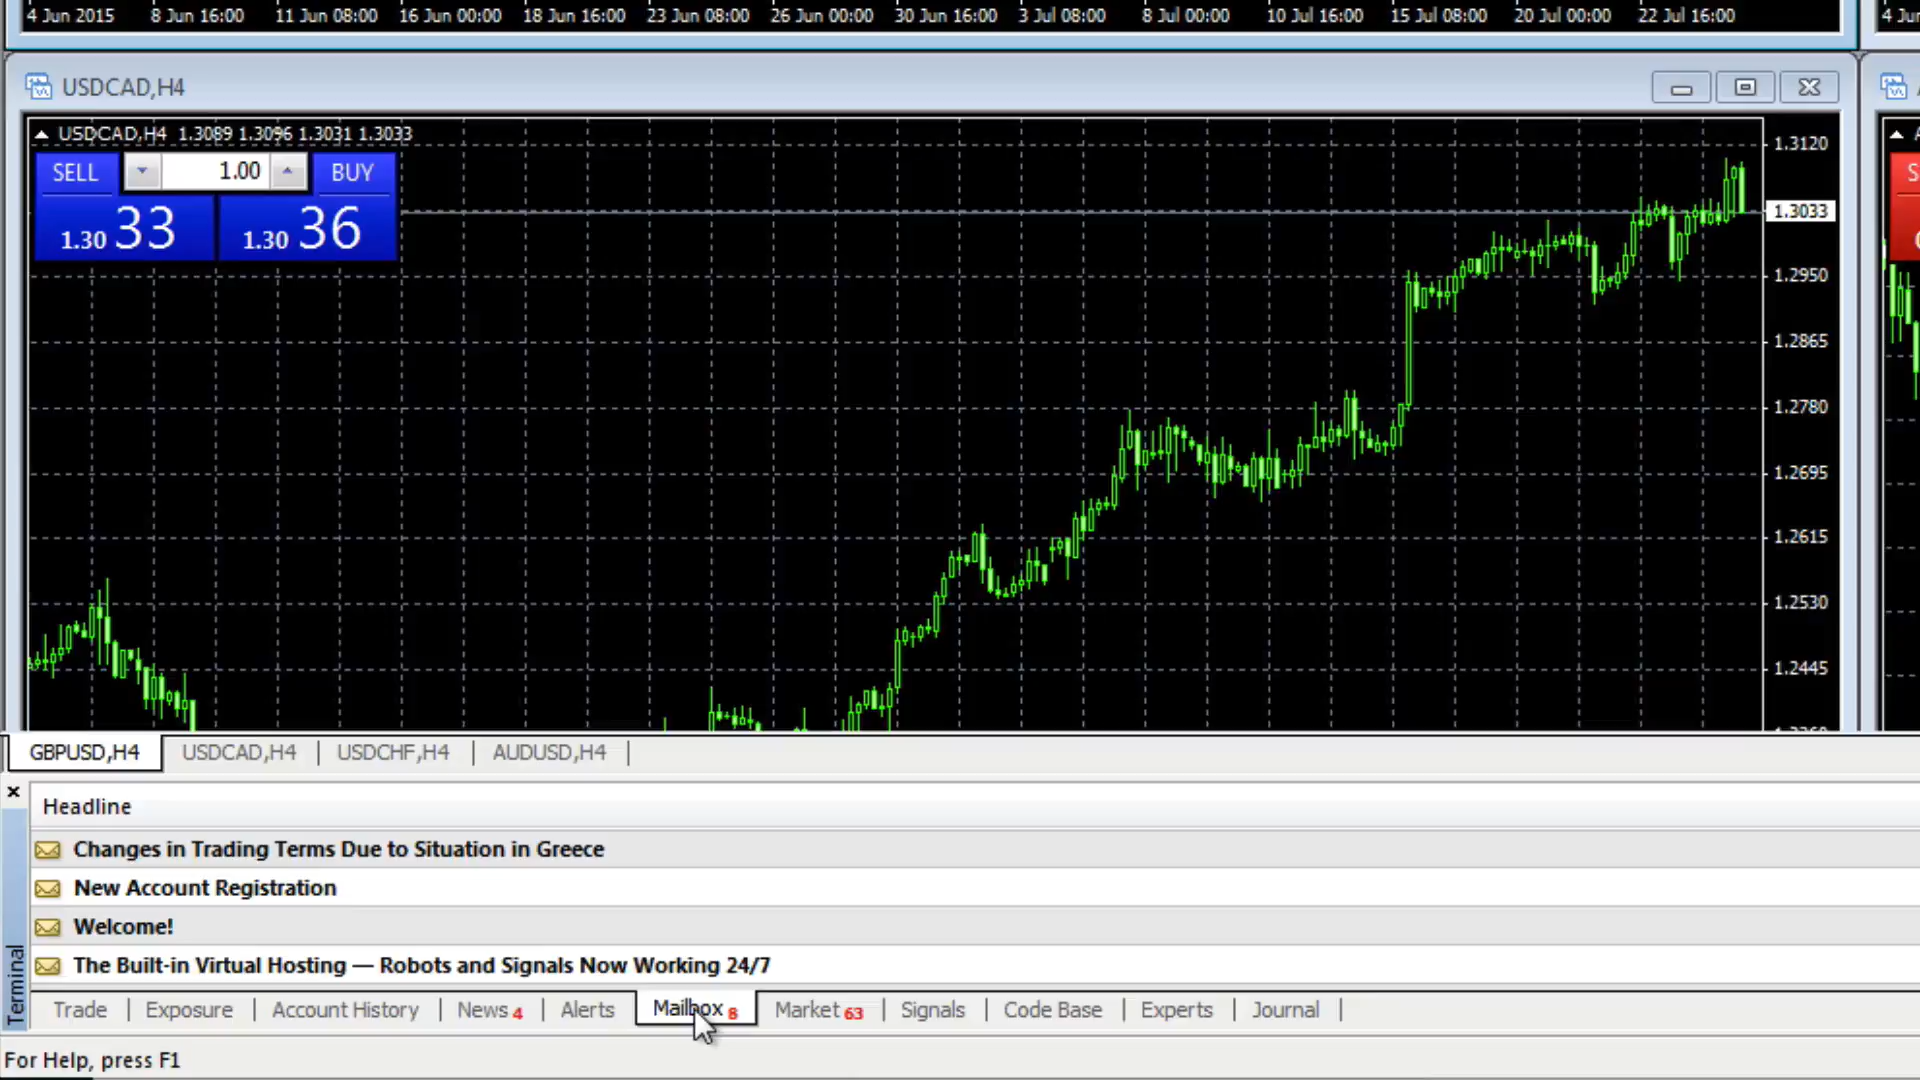 4 Jun 2015 8 Jun 16:00 11 Jun 08:00 16 Jun 00:00 18 Jun 16:00 23 Jun 08:00 26 Jun 00:00 30 Jun 16:00 3 Jul 08:00 8 Jul 00:00 10 Jul 16:00 15 Jul 08:00 20 Jul 00:00 22 Jul 16:00 4 Jun
USDCAD,H4
USDCAD,H4 1.3089 1.3096 1.3031 1.3033
SELL 1.00 BUY
1.30 33 1.30 36
1.3120
1.3033
1.2950
1.2865
1.2780
1.2695
1.2615
1.2530
1.2445
GBPUSD,H4 USDCAD,H4 USDCHF,H4 AUDUSD,H4
Headline
Changes in Trading Terms Due to Situation in Greece
New Account Registration
Welcome!
The Built-in Virtual Hosting — Robots and Signals Now Working 24/7
Terminal
Trade Exposure Account History News 4 Alerts Mailbox 8 Market 63 Signals Code Base Experts Journal
For Help, press F1